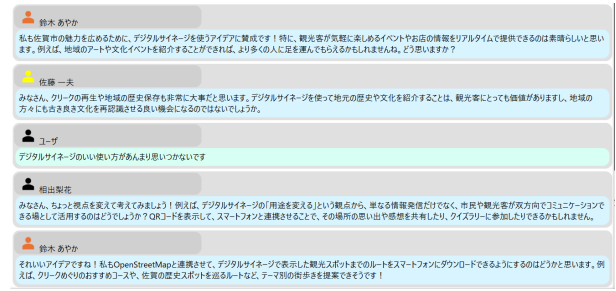 鈴木 あやか
私も佐賀市の魅力を広めるために、デジタルサイネージを使うアイデアに賛成です！特に、観光客が気軽に楽しめるイベントやお店の情報をリアルタイムで提供できるのは素晴らしいと思い
ます。例えば、地域のアートや文化イベントを紹介することができれば、より多くの人に足を運んでもらえるかもしれませんね。どう思いますか？
佐藤 一夫
みなさん、クリークの再生や地域の歴史保存も非常に大事だと思います。デジタルサイネージを使って地元の歴史や文化を紹介することは、観光客にとっても価値がありますし、地域の
方々にも古き良き文化を再認識させる良い機会になるのではないでしょうか。
ユーザ
デジタルサイネージのいい使い方があんまり思いつかないです
相出梨花
みなさん、ちょっと視点を変えて考えてみましょう！例えば、デジタルサイネージの「用途を変える」という観点から、単なる情報発信だけでなく、市民や観光客が双方向でコミュニケーションで
きる場として活用するのはどうでしょうか？QRコードを表示して、スマートフォンと連携させることで、その場所の思い出や感想を共有したり、クイズラリーに参加したりできるかもしれません。
鈴木 あやか
それいいアイデアですね！私もOpenStreetMapと連携させて、デジタルサイネージで表示した観光スポットまでのルートをスマートフォンにダウンロードできるようにするのはどうかと思います。例
えば、クリークめぐりのおすすめコースや、佐賀の歴史スポットを巡るルートなど、テーマ別の街歩きを提案できそうです！